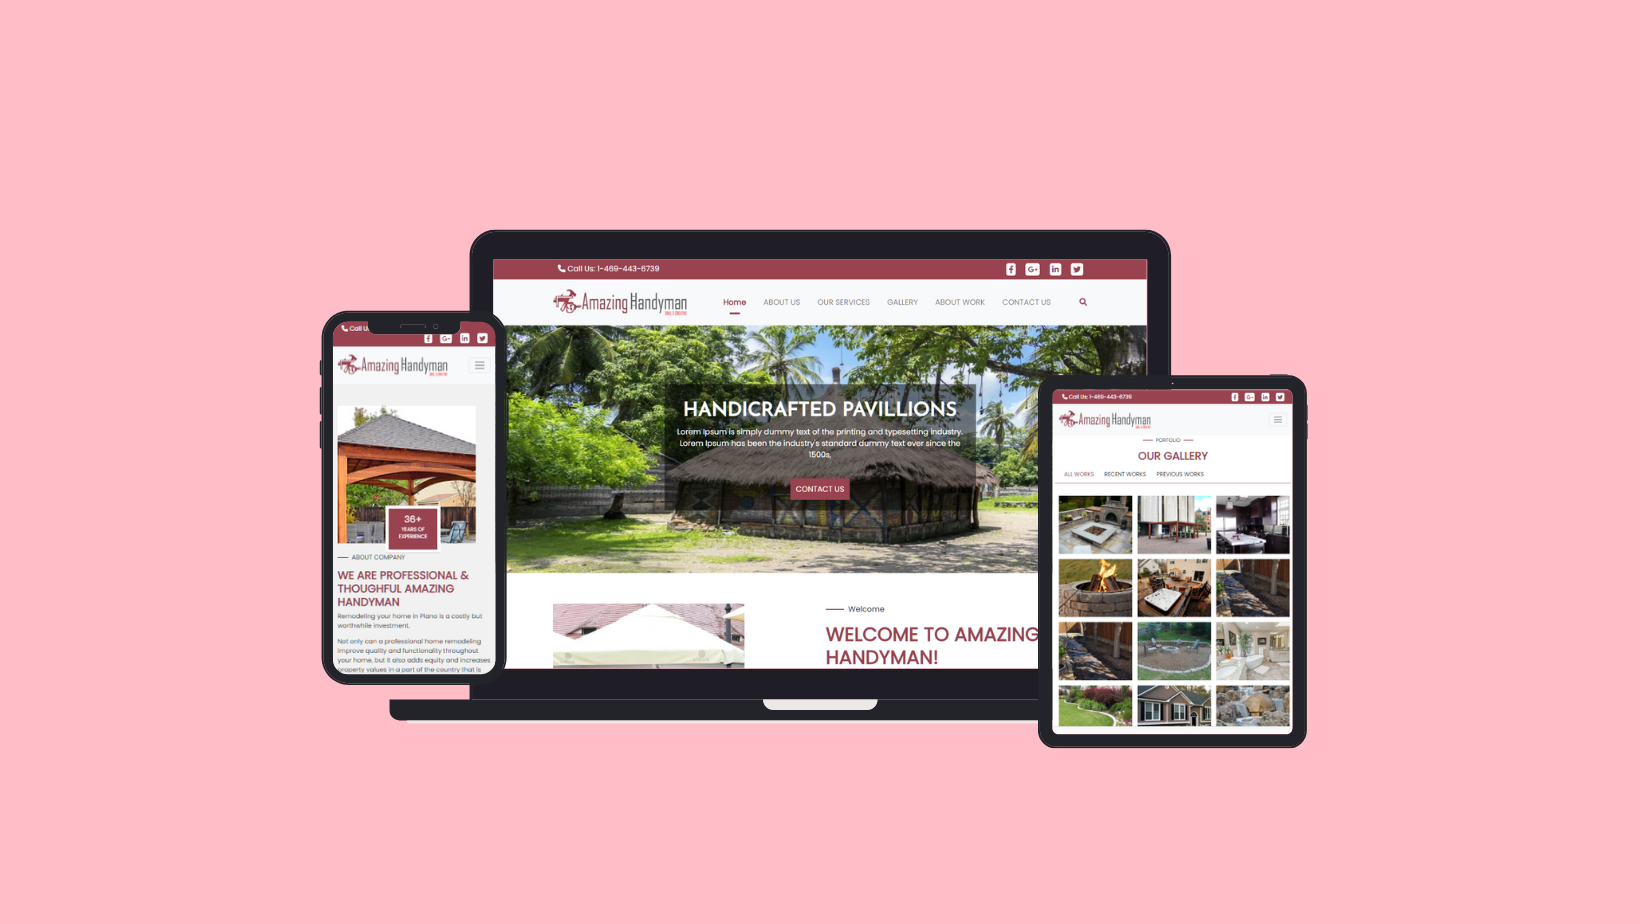 Call Us: 1-469-443-6739
Amazing Handyman
Home ABOUT US OUR SERVICES GALLERY ABOUT WORK CONTACT US
HANDICRAFTED PAVILLIONS
Lorem Ipsum is simply dummy text of the printing and typesetting industry.
Lorem Ipsum has been the industry's standard dummy text ever since the
1500s,
CONTACT US
Welcome
WELCOME TO AMAZING
HANDYMAN!
Call U
Amazing Handyman
36+
YEARS OF
EXPERIENCE
ABOUT COMPANY
WE ARE PROFESSIONAL &
THOUGHTFUL AMAZING
HANDYMAN
Remodeling your home in Plano is a costly but
worthwhile investment.
Not only can a professional home remodeling
improve quality and functionality throughout
your home, but it also adds equity and increases
property values in a part of the country that is
Call Us: 1-469-443-6739
Amazing Handyman
PORFOLIO
OUR GALLERY
ALL WORKS RECENT WORKS PREVIOUS WORKS